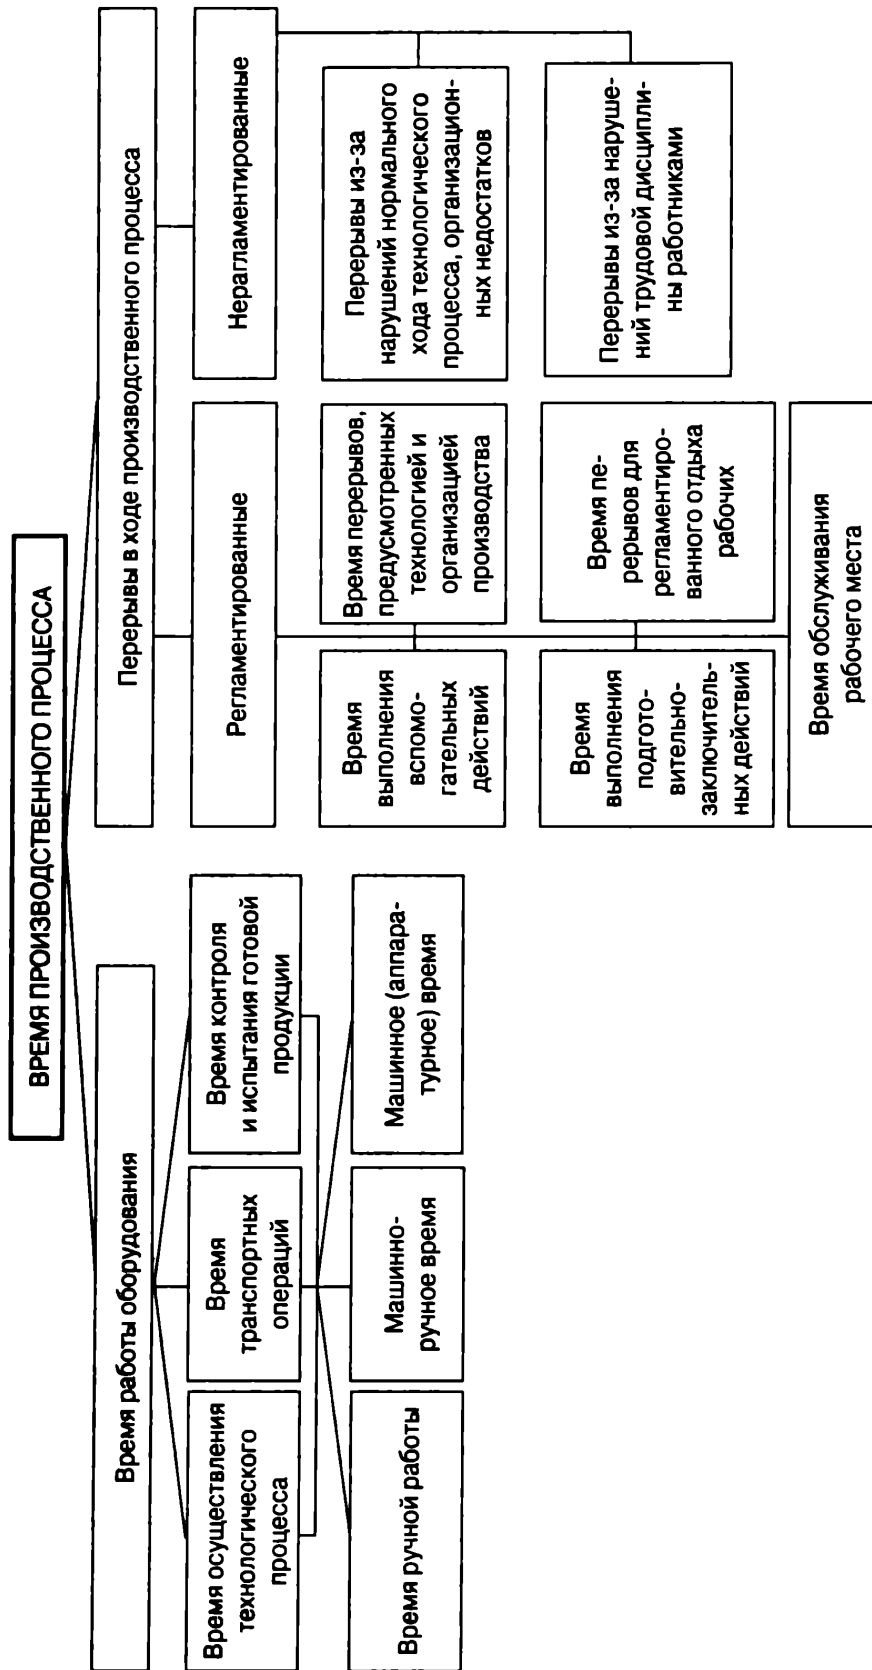 ВРЕМЯ ПРОИЗВОДСТВЕННОГО ПРОЦЕССА
Время работы оборудования
Перерывы в ходе производственного процесса
Время осуществления
технологического
процесса
Время
транспортных
операций
Время контроля
и испытания готовой
продукции
Регламентированные
Нерагламентированные
Время ручной работы
Машинно-
ручное время
Машинное (аппара-
турное) время
Время
выполнения
вспомо-
гательных
действий
Время перерывов,
предусмотренных
технологией и
организацией
производства
Перерывы из-за
нарушений нормального
хода технологического
процесса, организацион-
ных недостатков
Время
выполнения
подгото-
вительно-
заключитель-
ных действий
Время пе-
рерывов для
регламентиро-
ванного отдыха
рабочих
Перерывы из-за наруше-
ний трудовой дисципли-
ны работниками
Время обслуживания
рабочего места